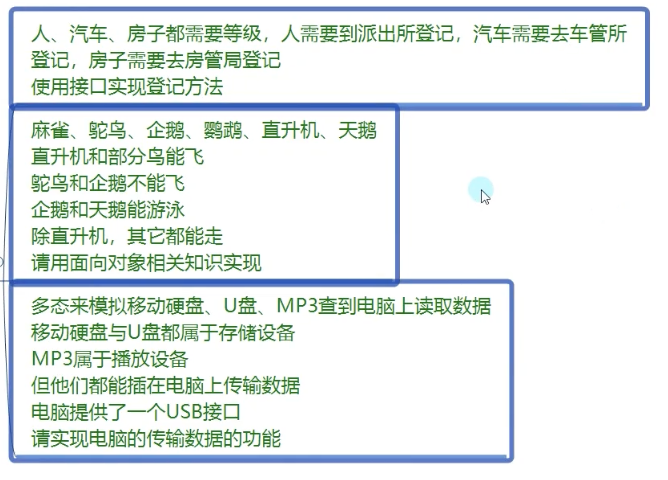 人、汽车、房子都需要等级，人需要到派出所登记，汽车需要去车管所
登记，房子需要去房管局登记
使用接口实现登记方法
麻雀、鸵鸟、企鹅、鹦鹉、直升机、天鹅
直升机和部分鸟能飞
鸵鸟和企鹅不能飞
企鹅和天鹅能游泳
除直升机，其它都能走
请用面向对象相关知识实现
多态来模拟移动硬盘、U盘、MP3查到电脑上读取数据
移动硬盘与U盘都属于存储设备
MP3属于播放设备
但他们都能插在电脑上传输数据
电脑提供了一个USB接口
请实现电脑的传输数据的功能